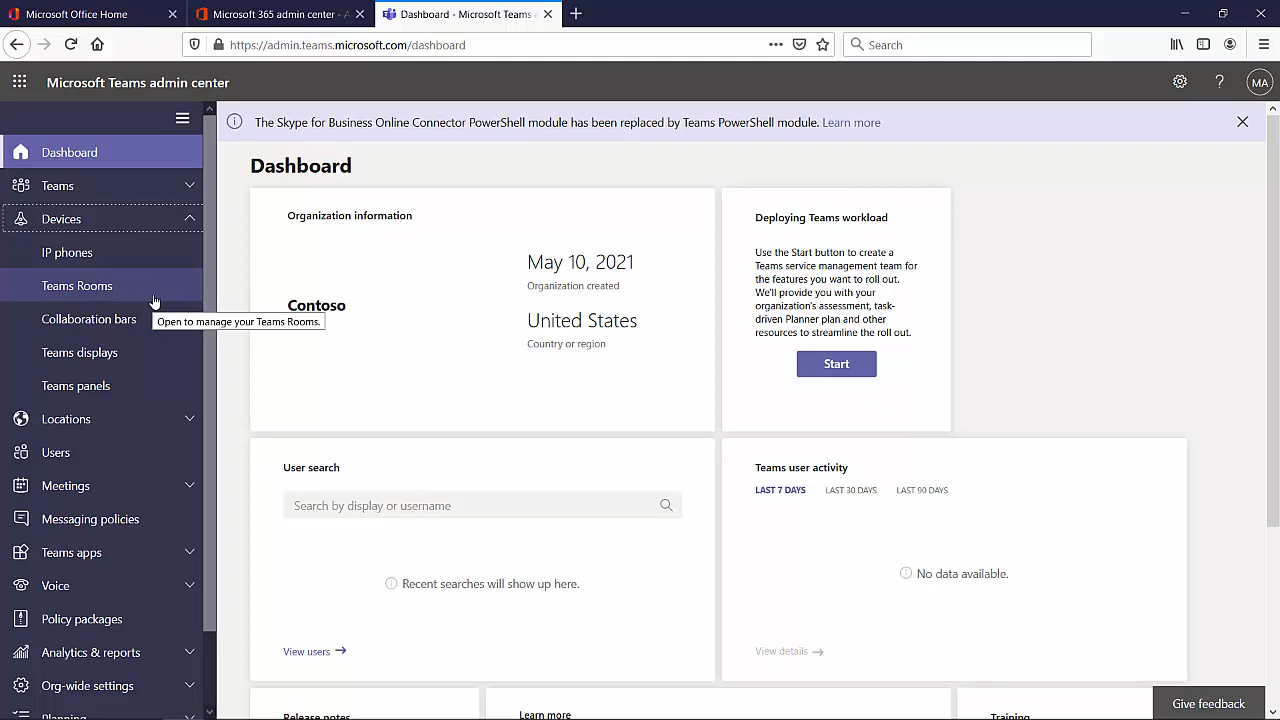 Microsoft Office Home
Microsoft 365 admin center - A
Dashboard - Microsoft Teams a
https://admin.teams.microsoft.com/dashboard
Search
Microsoft Teams admin center
MA
Dashboard
Teams
Devices
IP phones
Teams Rooms
Collaboration bars
Teams displays
Teams panels
Locations
Users
Meetings
Messaging policies
Teams apps
Voice
Policy packages
Analytics & reports
Org-wide settings
Planning
Open to manage your Teams Rooms.
The Skype for Business Online Connector PowerShell module has been replaced by Teams PowerShell module. Learn more
Dashboard
Organization information
Contoso
May 10, 2021
Organization created
United States
Country or region
Deploying Teams workload
Use the Start button to create a
Teams service management team for
the features you want to roll out.
We'll provide you with your
organization's assessment, task-
driven Planner plan and other
resources to streamline the roll out.
Start
User search
Search by display or username
Recent searches will show up here.
View users
Teams user activity
LAST 7 DAYS LAST 30 DAYS LAST 90 DAYS
No data available.
View details
Release notes
Learn more
Training
Give feedback